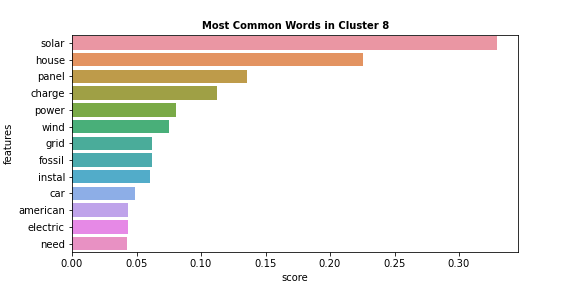 Most Common Words in Cluster 8
features
solar
house
panel
charge
power
wind
grid
fossil
instal
car
american
electric
need
0.00 0.05 0.10 0.15 0.20 0.25 0.30
score